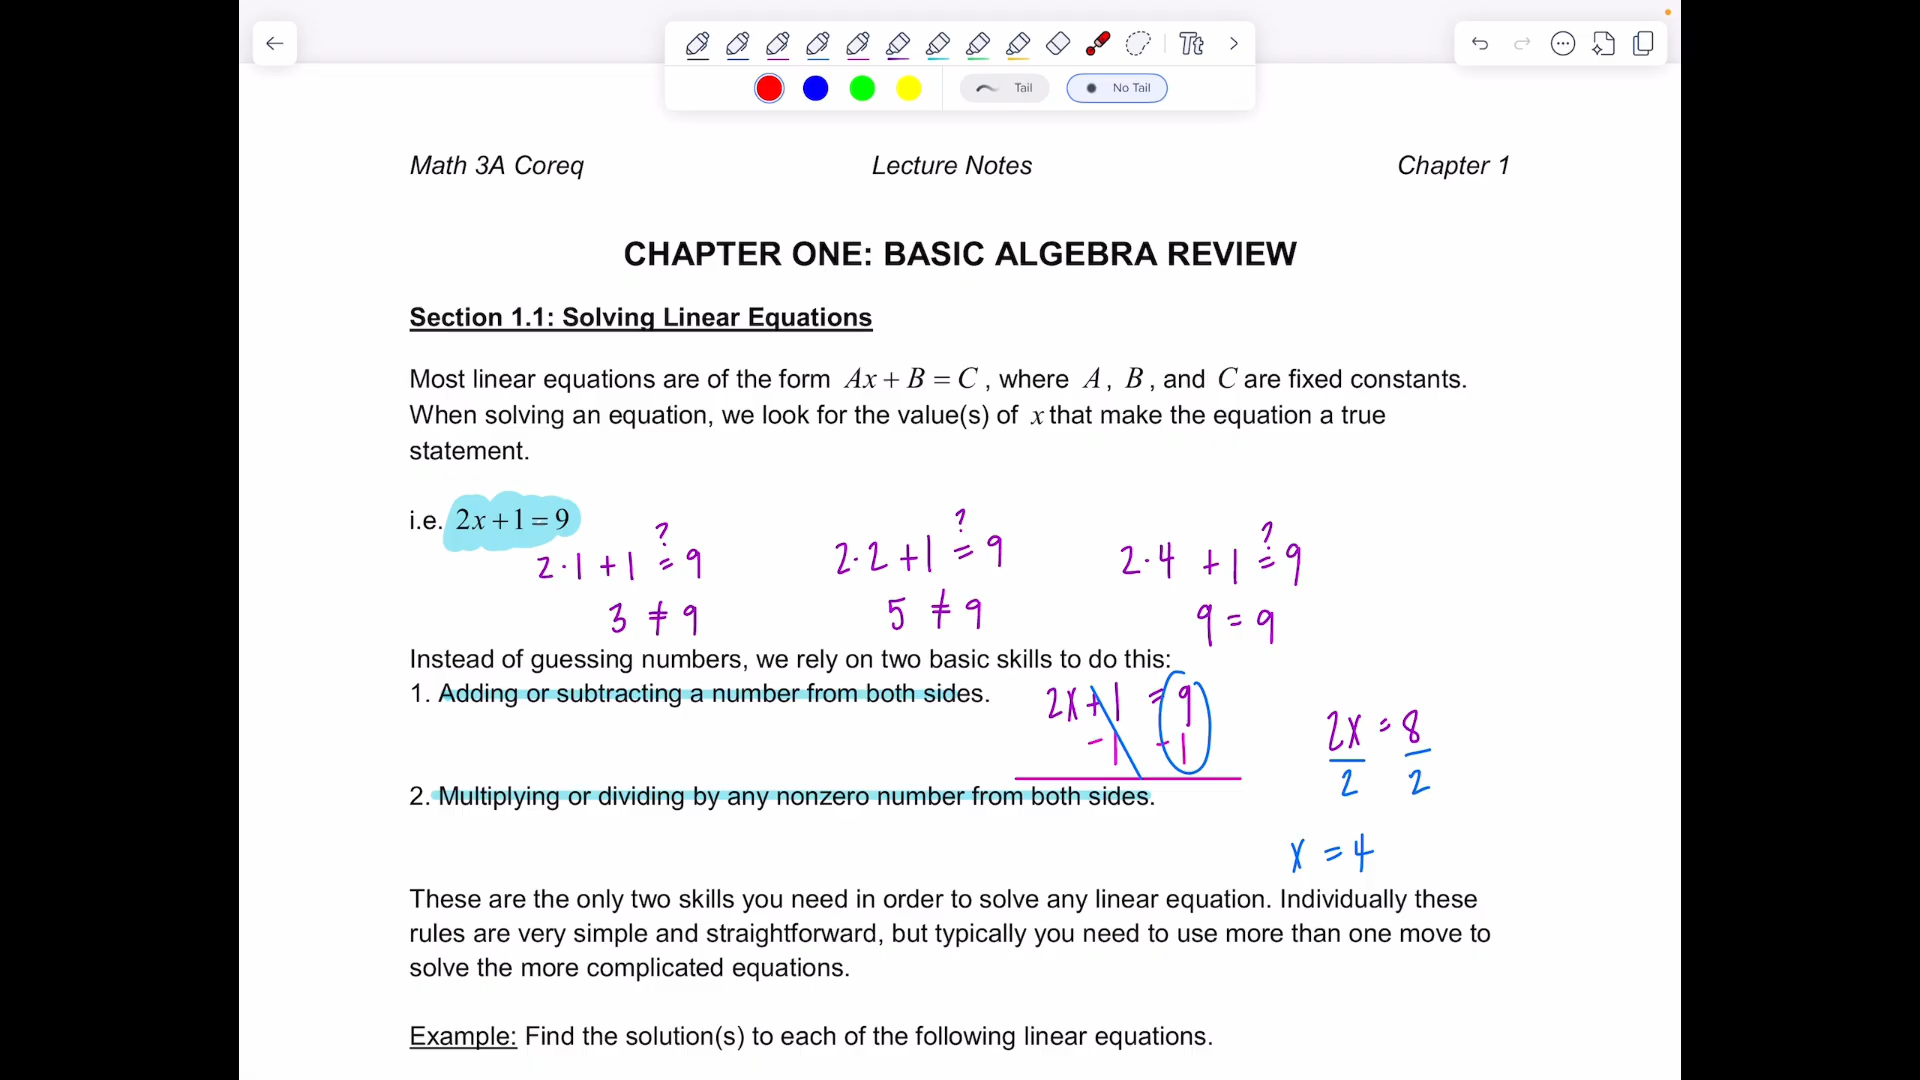 Tt
Tail
No Tail
Math 3A Coreq Lecture Notes Chapter 1
CHAPTER ONE: BASIC ALGEBRA REVIEW
Section 1.1: Solving Linear Equations
Most linear equations are of the form Ax + B = C , where A , B , and C are fixed constants.
When solving an equation, we look for the value(s) of x that make the equation a true
statement.
i.e. 2x + 1 = 9
2·1 + 1 ≟ 9
3 ≠ 9
2·2 + 1 ≟ 9
5 ≠ 9
2·4 + 1 ≟ 9
9 = 9
Instead of guessing numbers, we rely on two basic skills to do this:
1. Adding or subtracting a number from both sides.
2x + 1 = 9
- 1 - 1
2x = 8
2 2
2. Multiplying or dividing by any nonzero number from both sides.
x = 4
These are the only two skills you need in order to solve any linear equation. Individually these
rules are very simple and straightforward, but typically you need to use more than one move to
solve the more complicated equations.
Example: Find the solution(s) to each of the following linear equations.